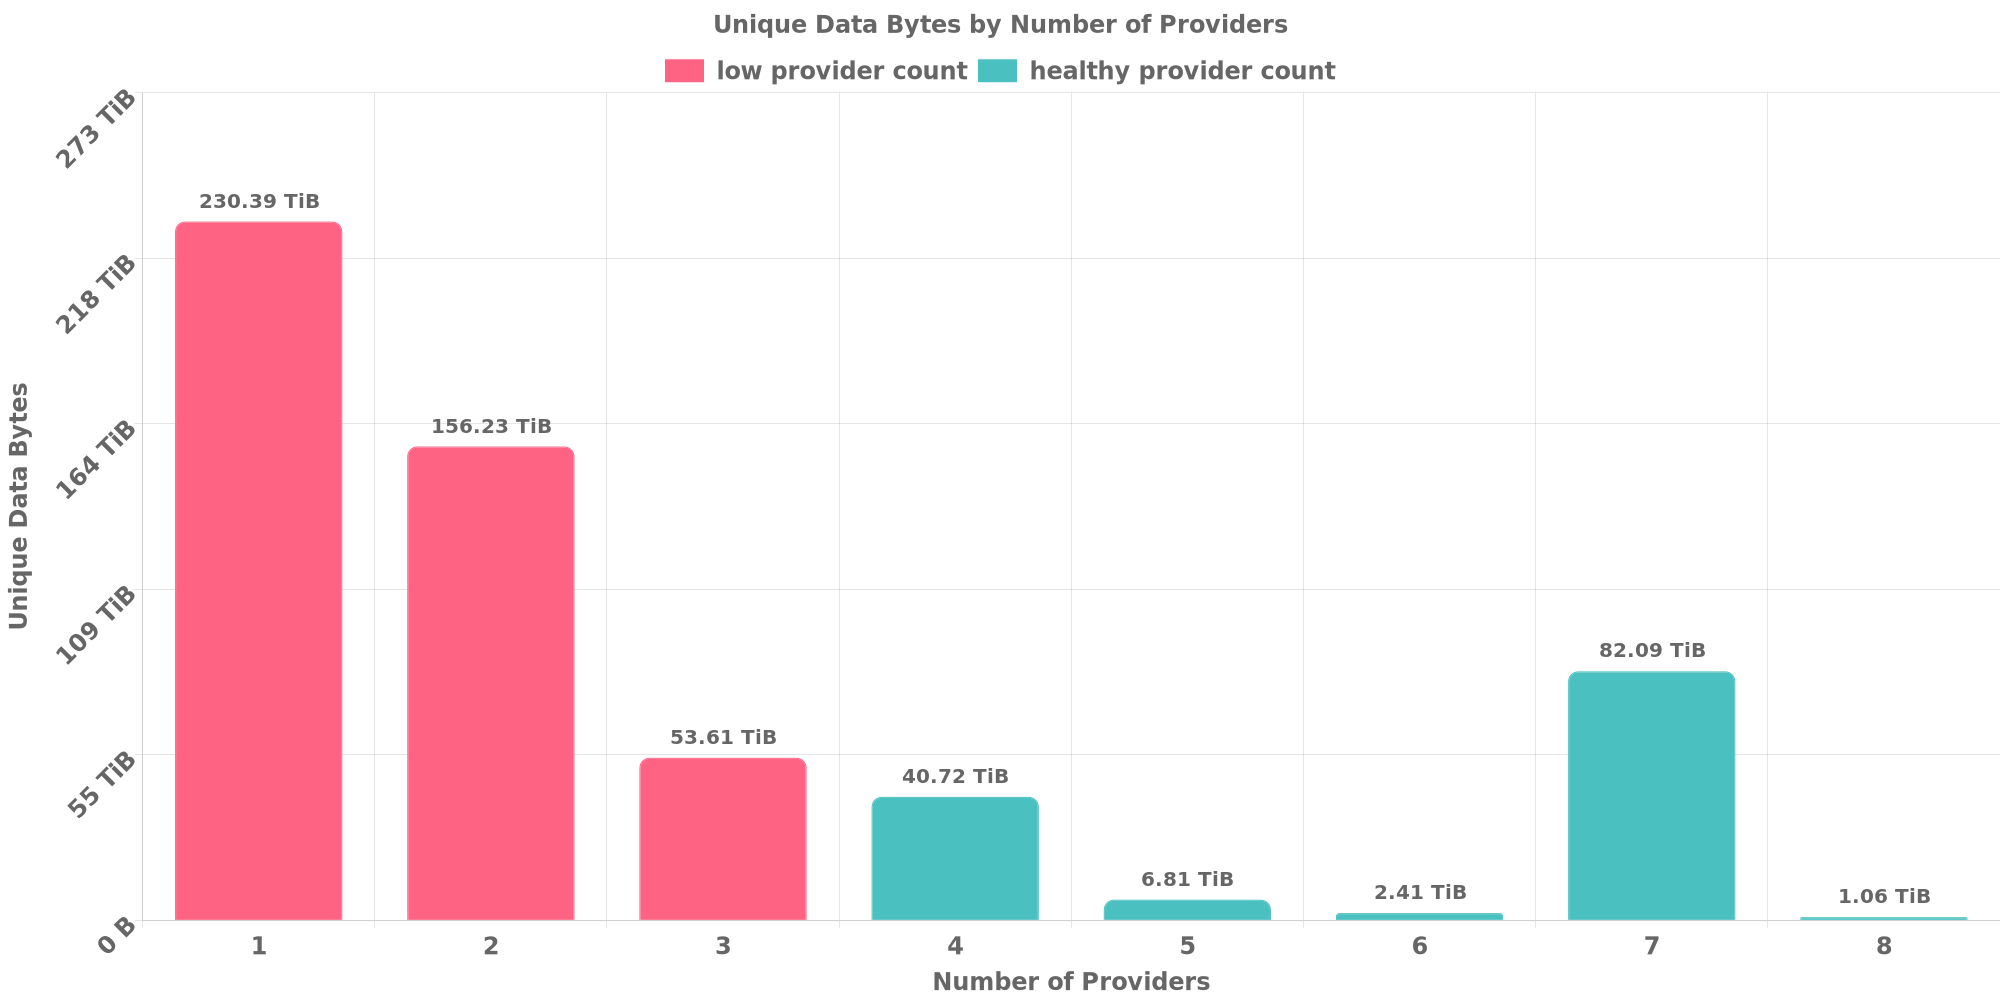 Unique Data Bytes by Number of Providers
low provider count healthy provider count
273 TiB
218 TiB
164 TiB
109 TiB
55 TiB
0 B
Unique Data Bytes
230.39 TiB
156.23 TiB
53.61 TiB
40.72 TiB
6.81 TiB
2.41 TiB
82.09 TiB
1.06 TiB
1 2 3 4 5 6 7 8
Number of Providers